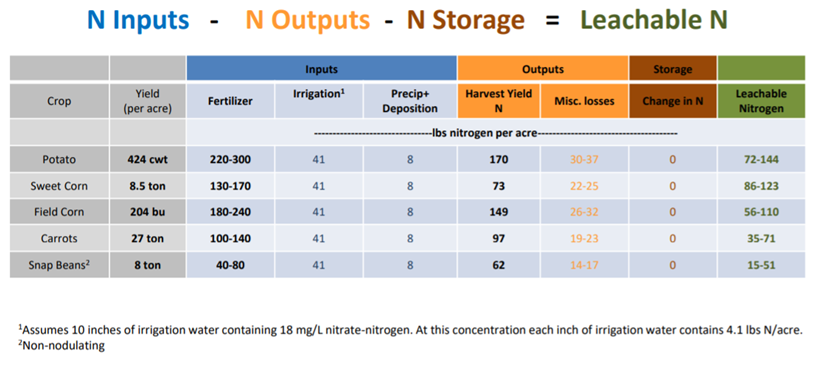 N Inputs - N Outputs - N Storage = Leachable N
Inputs Outputs Storage
Crop Yield (per acre) Fertilizer Irrigation¹ Precip+ Deposition Harvest Yield N Misc. losses Change in N Leachable Nitrogen
--------------------------------lbs nitrogen per acre--------------------------------------
Potato 424 cwt 220-300 41 8 170 30-37 0 72-144
Sweet Corn 8.5 ton 130-170 41 8 73 22-25 0 86-123
Field Corn 204 bu 180-240 41 8 149 26-32 0 56-110
Carrots 27 ton 100-140 41 8 97 19-23 0 35-71
Snap Beans² 8 ton 40-80 41 8 62 14-17 0 15-51
¹Assumes 10 inches of irrigation water containing 18 mg/L nitrate-nitrogen. At this concentration each inch of irrigation water contains 4.1 lbs N/acre.
²Non-nodulating